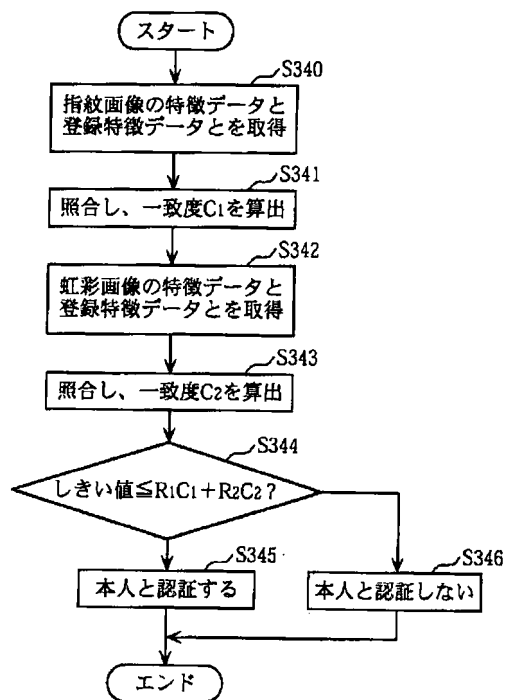 スタート
S340
指紋画像の特徴データと
登録特徴データとを取得
S341
照合し、一致度C1を算出
S342
虹彩画像の特徴データと
登録特徴データとを取得
S343
照合し、一致度C2を算出
S344
しきい値≦R1C1+R2C2?
S345
本人と認証する
S346
本人と認証しない
エンド